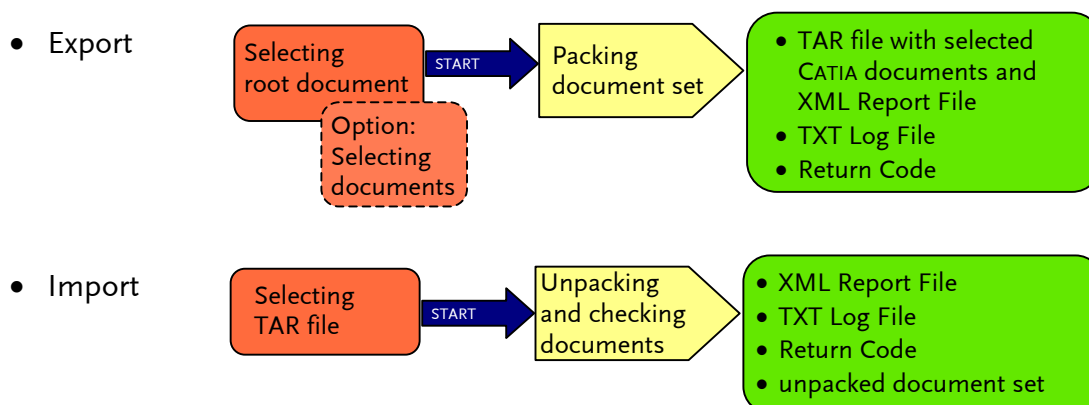 • Export
Selecting
root document
START
Packing
document set
• TAR file with selected
CATIA documents and
XML Report File
• TXT Log File
• Return Code
Option:
Selecting
documents
• Import
Selecting
TAR file
START
Unpacking
and checking
documents
• XML Report File
• TXT Log File
• Return Code
• unpacked document set